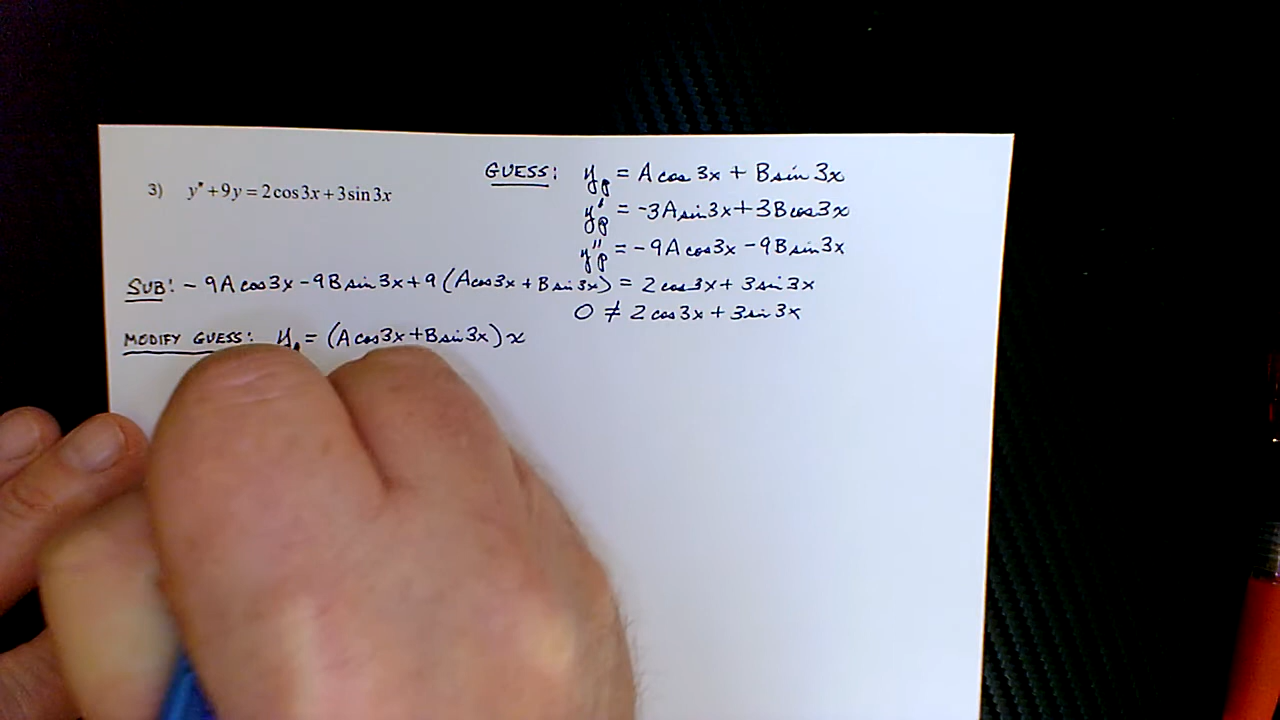 3) y" + 9y = 2cos3x + 3sin3x
GUESS: yp = A cos 3x + B sin 3x
yp' = -3A sin 3x + 3B cos 3x
yp'' = -9A cos 3x - 9B sin 3x
SUB: -9A cos 3x - 9B sin 3x + 9 (A cos 3x + B sin 3x) = 2 cos 3x + 3 sin 3x
0 ≠ 2 cos 3x + 3 sin 3x
MODIFY GUESS: yp = (A cos 3x + B sin 3x) x